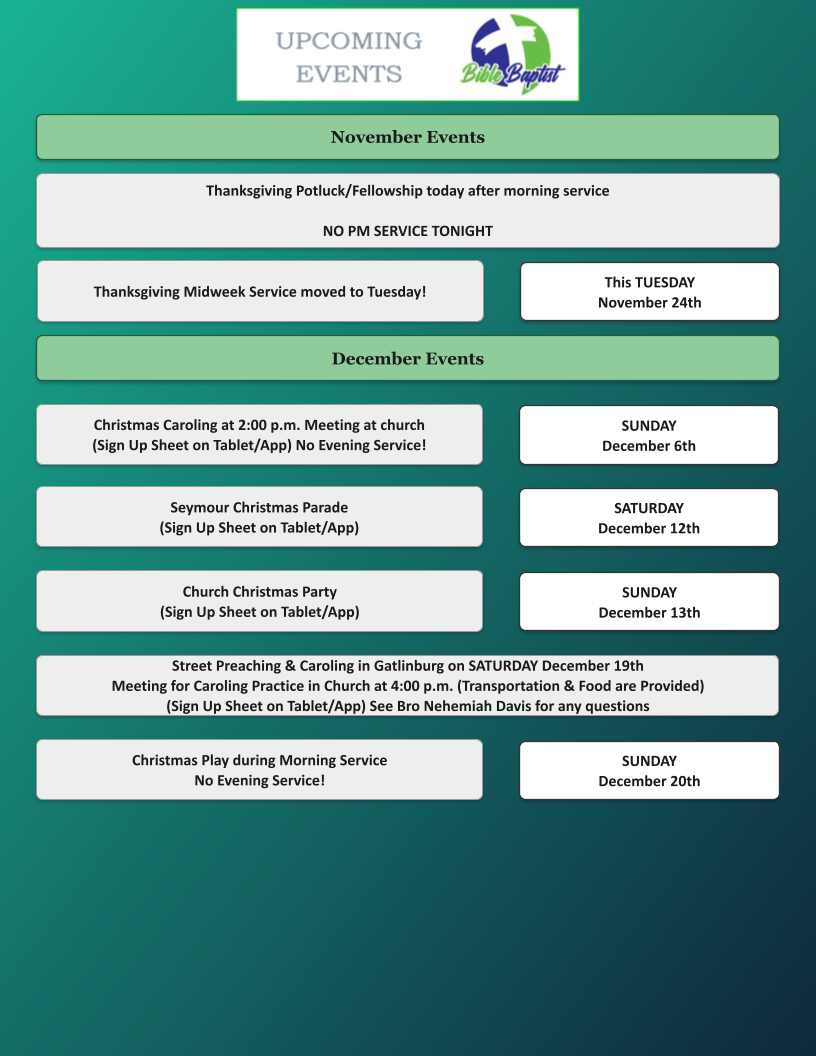 UPCOMING
EVENTS
Bible Baptist
November Events
Thanksgiving Potluck/Fellowship today after morning service
NO PM SERVICE TONIGHT
Thanksgiving Midweek Service moved to Tuesday!
This TUESDAY
November 24th
December Events
Christmas Caroling at 2:00 p.m. Meeting at church
(Sign Up Sheet on Tablet/App) No Evening Service!
SUNDAY
December 6th
Seymour Christmas Parade
(Sign Up Sheet on Tablet/App)
SATURDAY
December 12th
Church Christmas Party
(Sign Up Sheet on Tablet/App)
SUNDAY
December 13th
Street Preaching & Caroling in Gatlinburg on SATURDAY December 19th
Meeting for Caroling Practice in Church at 4:00 p.m. (Transportation & Food are Provided)
(Sign Up Sheet on Tablet/App) See Bro Nehemiah Davis for any questions
Christmas Play during Morning Service
No Evening Service!
SUNDAY
December 20th